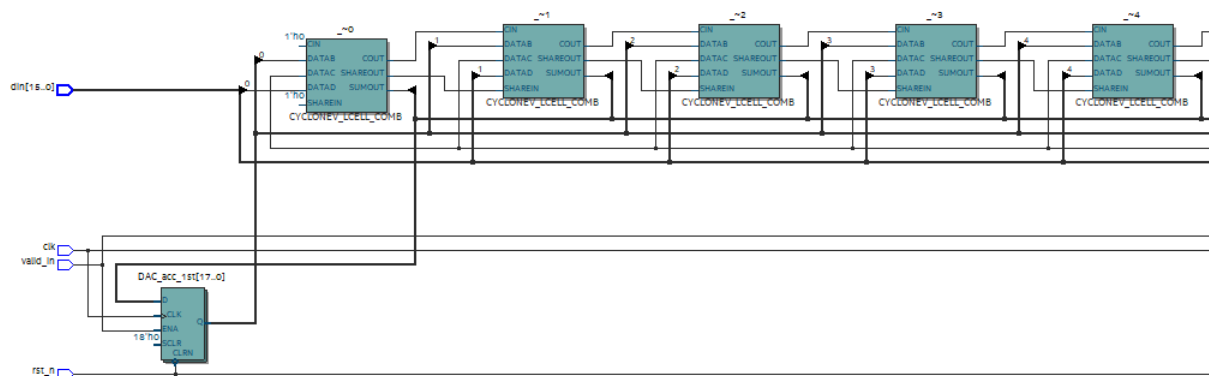 _~0
_~1
_~2
_~3
_~4
1'h0
CIN
DATAB
COUT
DATAC
SHAREOUT
DATAD
SUMOUT
1'h0
SHAREIN
CYCLONEV_LCELL_COMB
0
0
CIN
1
DATAB
COUT
DATAC
SHAREOUT
1
DATAD
SUMOUT
SHAREIN
CYCLONEV_LCELL_COMB
CIN
2
DATAB
COUT
DATAC
SHAREOUT
2
DATAD
SUMOUT
SHAREIN
CYCLONEV_LCELL_COMB
CIN
3
DATAB
COUT
DATAC
SHAREOUT
3
DATAD
SUMOUT
SHAREIN
CYCLONEV_LCELL_COMB
CIN
4
DATAB
COUT
DATAC
SHAREOUT
4
DATAD
SUMOUT
SHAREIN
CYCLONEV_LCELL_COMB
din[15..0]
clk
valid_in
DAC_acc_1st[17..0]
D
CLK
Q
ENA
18'h0
SCLR
CLRN
rst_n